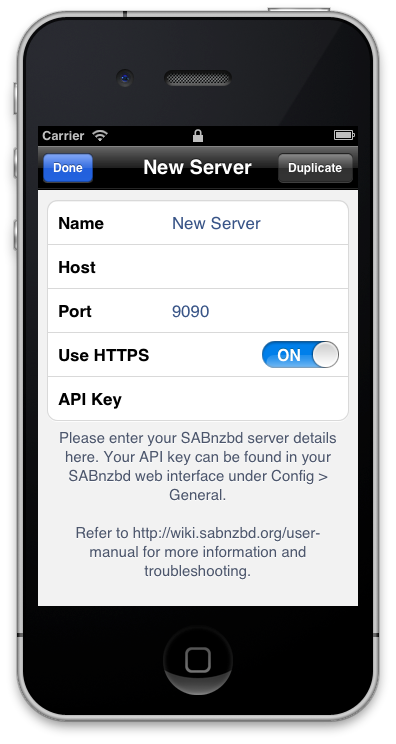 Carrier
Done New Server Duplicate
Name New Server
Host
Port 9090
Use HTTPS ON
API Key
Please enter your SABnzbd server details
here. Your API key can be found in your
SABnzbd web interface under Config >
General.
Refer to http://wiki.sabnzbd.org/user-
manual for more information and
troubleshooting.